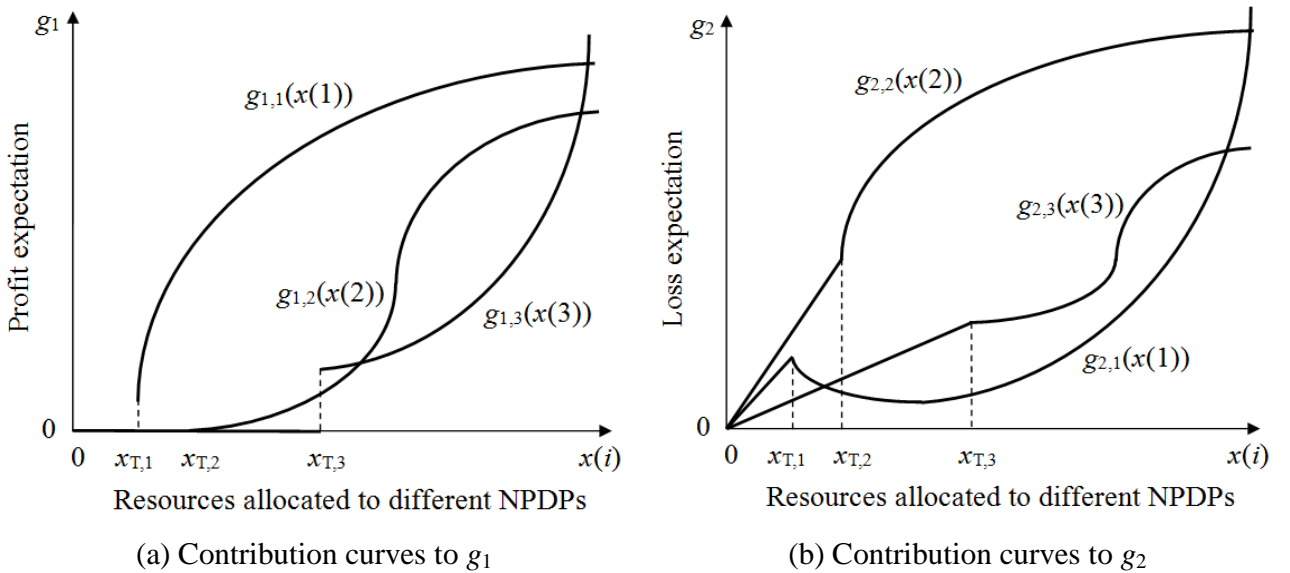 g1
Profit expectation
g1,1(x(1))
g1,2(x(2))
g1,3(x(3))
0
0
xT,1
xT,2
xT,3
x(i)
Resources allocated to different NPDPs
(a) Contribution curves to g1
g2
Loss expectation
g2,2(x(2))
g2,3(x(3))
g2,1(x(1))
0
0
xT,1
xT,2
xT,3
x(i)
Resources allocated to different NPDPs
(b) Contribution curves to g2